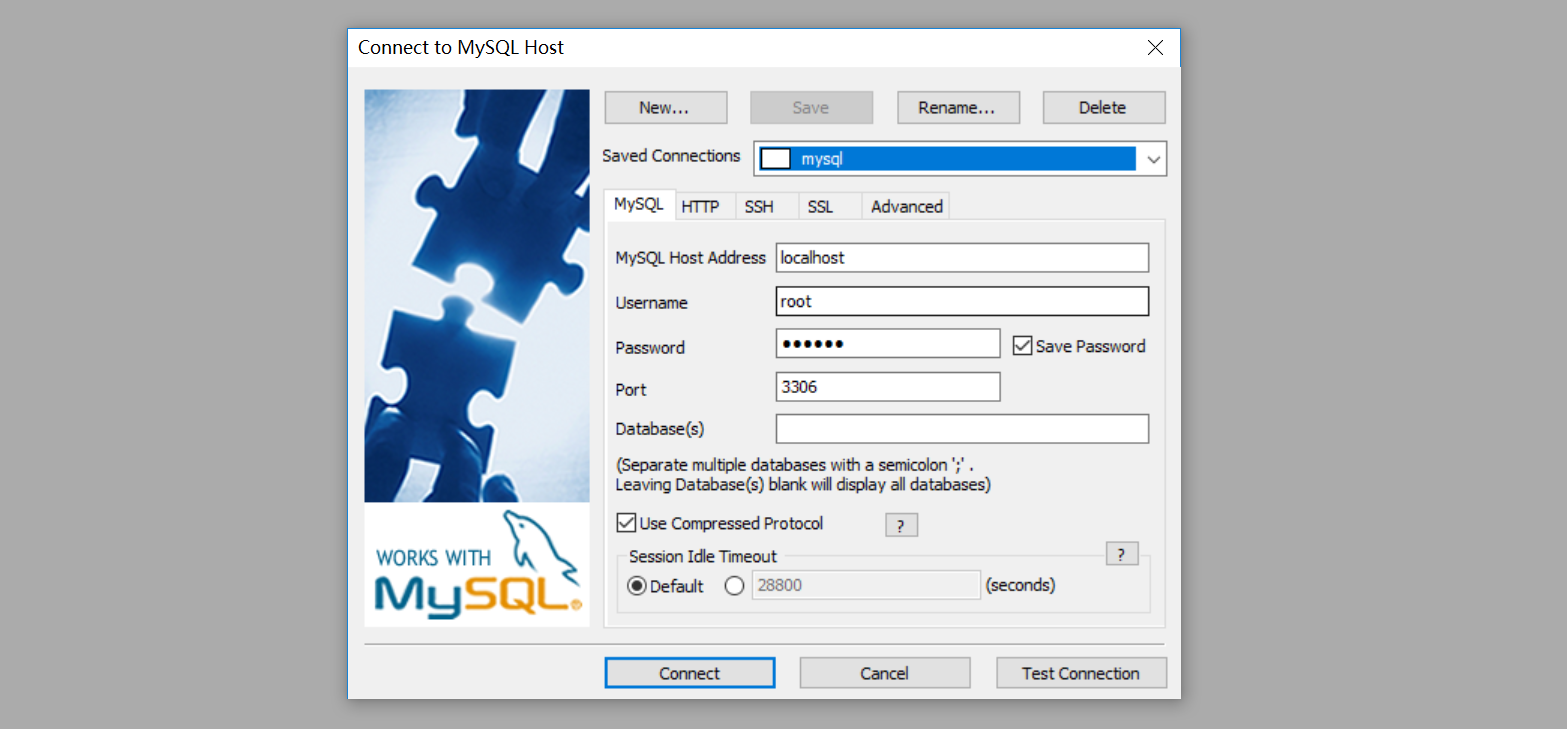 Connect to MySQL Host
New...
Save
Rename...
Delete
Saved Connections
mysql
MySQL
HTTP
SSH
SSL
Advanced
MySQL Host Address
localhost
Username
root
Password
●●●●●●
Save Password
Port
3306
Database(s)
(Separate multiple databases with a semicolon ';' .
Leaving Database(s) blank will display all databases)
Use Compressed Protocol
?
Session Idle Timeout
?
Default
28800
(seconds)
WORKS WITH
MySQL®
Connect
Cancel
Test Connection